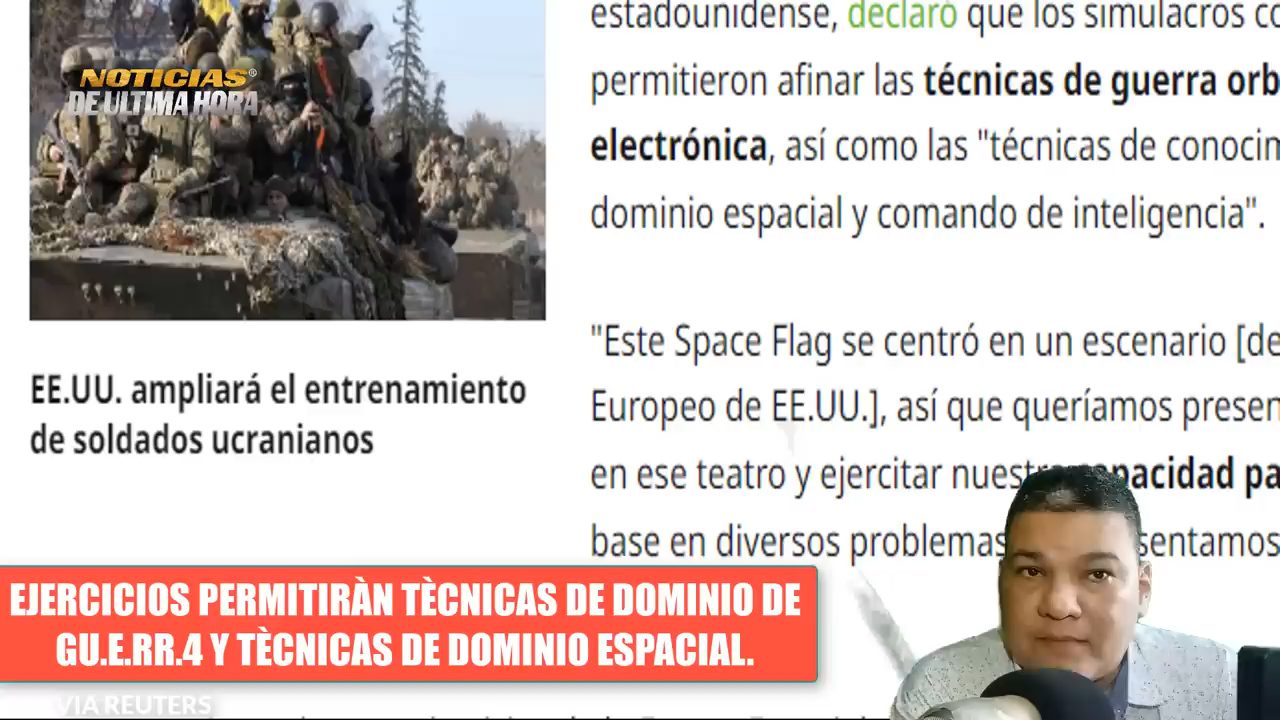 NOTICIAS®
DE ULTIMA HORA
EE.UU. ampliará el entrenamiento
de soldados ucranianos
estadounidense, declaró que los simulacros
permitieron afinar las técnicas de guerra
electrónica, así como las "técnicas de
dominio espacial y comando de inteligencia".
"Este Space Flag se centró en un escenario
Europeo de EE.UU.], así que queríamos
en ese teatro y ejercitar
base en diversos problemas
EJERCICIOS PERMITIRÀN TÈCNICAS DE DOMINIO DE
GU.E.RR.4 Y TÈCNICAS DE DOMINIO ESPACIAL.
VIA REUTERS